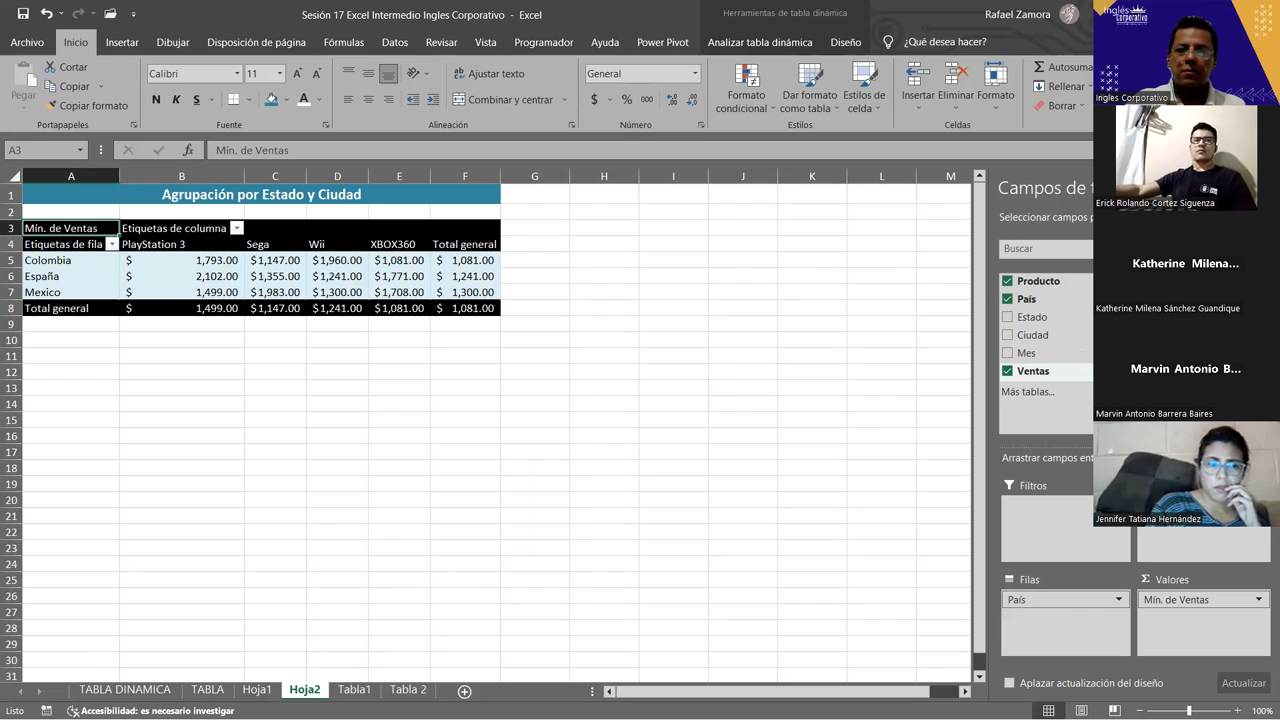 Sesión 17 Excel Intermedio Ingles Corporativo - Excel
Herramientas de tabla dinámica
Rafael Zamora
Archivo Inicio Insertar Dibujar Disposición de página Fórmulas Datos Revisar Vista Programador Ayuda Power Pivot Analizar tabla dinámica Diseño ¿Qué desea hacer?
Pegar
Cortar
Copiar
Copiar formato
Portapapeles
Calibri 11
N K S
Fuente
Ajustar texto
Combinar y centrar
Alineación
General
$ % 000
Número
Formato condicional
Dar formato como tabla
Estilos de celda
Estilos
Insertar Eliminar Formato
Celdas
Autosuma
Rellenar
Borrar
A3
fx Mín. de Ventas
A B C D E F G H I J K L M
1 Agrupación por Estado y Ciudad
2
3 Mín. de Ventas Etiquetas de columna
4 Etiquetas de fila PlayStation 3 Sega Wii XBOX360 Total general
5 Colombia $ 1,793.00 $1,147.00 $1,960.00 $1,081.00 $ 1,081.00
6 España $ 2,102.00 $1,355.00 $1,241.00 $1,771.00 $ 1,241.00
7 Mexico $ 1,499.00 $1,983.00 $1,300.00 $1,708.00 $ 1,300.00
8 Total general $ 1,499.00 $1,147.00 $1,241.00 $1,081.00 $ 1,081.00
9
10
11
12
13
14
15
16
17
18
19
20
21
22
23
24
25
26
27
28
29
30
31
Campos de t
Seleccionar campos p
Buscar
Producto
País
Estado
Ciudad
Mes
Ventas
Más tablas...
Arrastrar campos ent
Filtros
Filas
País
Σ Valores
Mín. de Ventas
Aplazar actualización del diseño
Actualizar
Inglés
Corporativo
Ingles Corporativo
Erick Rolando Cortez Siguenza
Katherine Milena...
Katherine Milena Sánchez Guandique
Marvin Antonio B...
Marvin Antonio Barrera Baires
Jennifer Tatiana Hernández
TABLA DINAMICA TABLA Hoja1 Hoja2 Tabla1 Tabla 2
Listo
Accesibilidad: es necesario investigar
100%